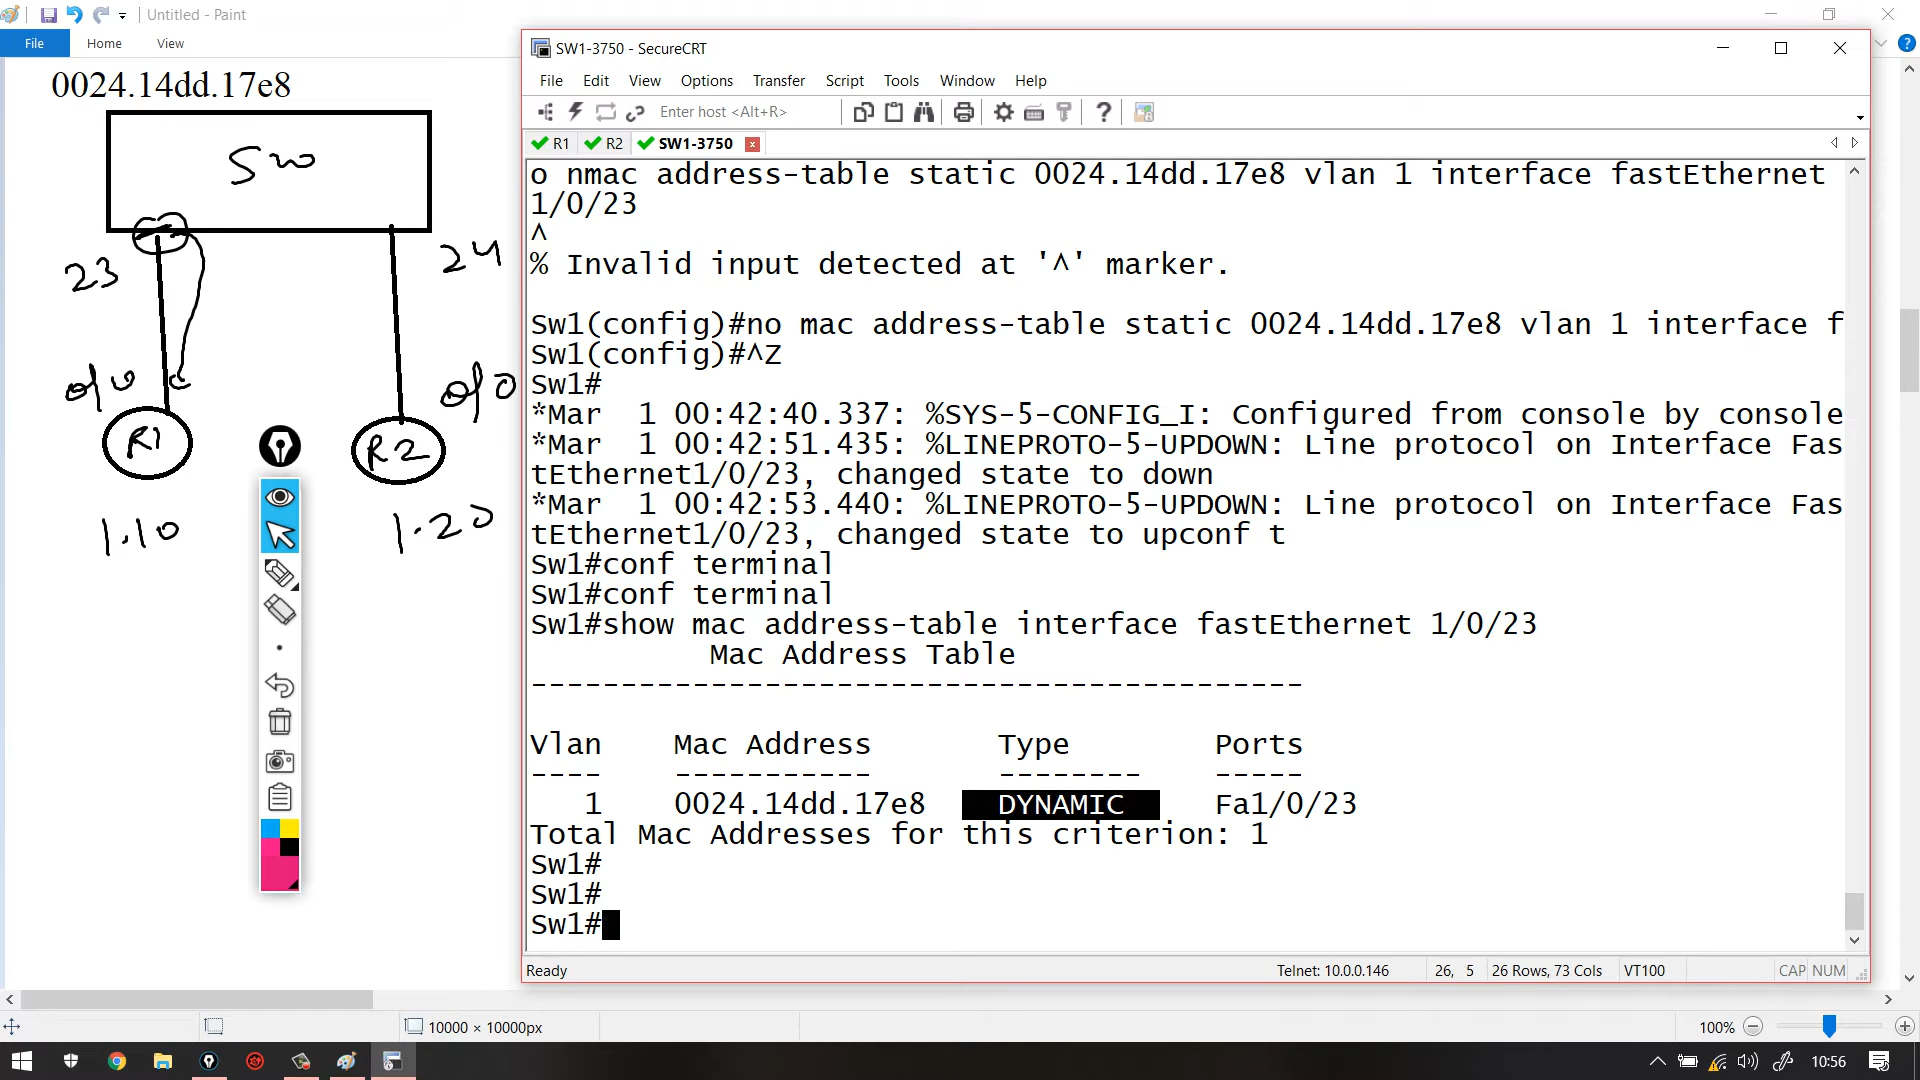 Untitled - Paint
File Home View
0024.14dd.17e8
SW
23
24
0/0
0/0
R1
R2
1.10
1.20
SW1-3750 - SecureCRT
File Edit View Options Transfer Script Tools Window Help
Enter host <Alt+R>
R1 R2 SW1-3750
o nmac address-table static 0024.14dd.17e8 vlan 1 interface fastEthernet
1/0/23
^
% Invalid input detected at '^' marker.
Sw1(config)#no mac address-table static 0024.14dd.17e8 vlan 1 interface f
Sw1(config)#^Z
Sw1#
*Mar 1 00:42:40.337: %SYS-5-CONFIG_I: Configured from console by console
*Mar 1 00:42:51.435: %LINEPROTO-5-UPDOWN: Line protocol on Interface Fas
tEthernet1/0/23, changed state to down
*Mar 1 00:42:53.440: %LINEPROTO-5-UPDOWN: Line protocol on Interface Fas
tEthernet1/0/23, changed state to upconf t
Sw1#conf terminal
Sw1#conf terminal
Sw1#show mac address-table interface fastEthernet 1/0/23
Mac Address Table
-------------------------------------------
Vlan Mac Address Type Ports
---- ----------- -------- -----
1 0024.14dd.17e8 DYNAMIC Fa1/0/23
Total Mac Addresses for this criterion: 1
Sw1#
Sw1#
Sw1#
Ready Telnet: 10.0.0.146 26, 5 26 Rows, 73 Cols VT100 CAP NUM
10000 × 10000px 100%
10:56